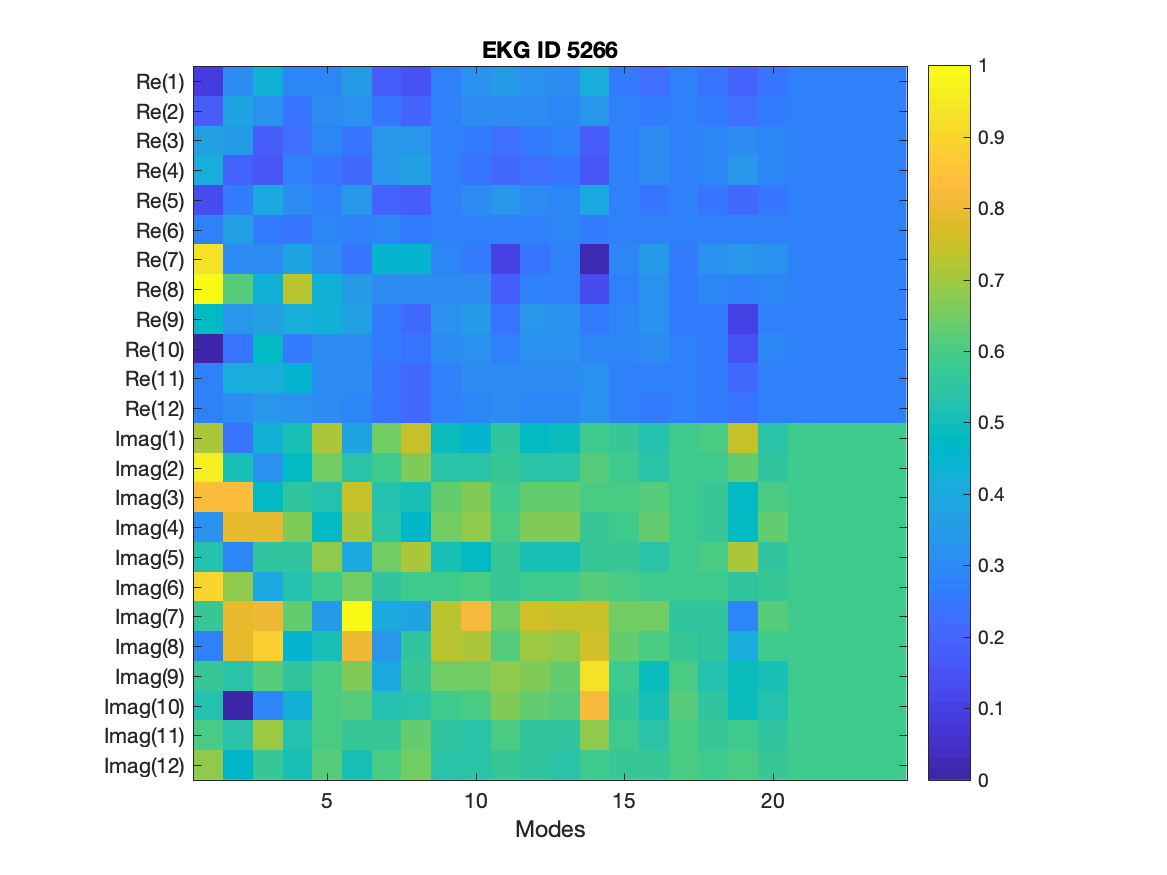 EKG ID 5266
Re(1)
Re(2)
Re(3)
Re(4)
Re(5)
Re(6)
Re(7)
Re(8)
Re(9)
Re(10)
Re(11)
Re(12)
Imag(1)
Imag(2)
Imag(3)
Imag(4)
Imag(5)
Imag(6)
Imag(7)
Imag(8)
Imag(9)
Imag(10)
Imag(11)
Imag(12)
5 10 15 20
Modes
1
0.9
0.8
0.7
0.6
0.5
0.4
0.3
0.2
0.1
0